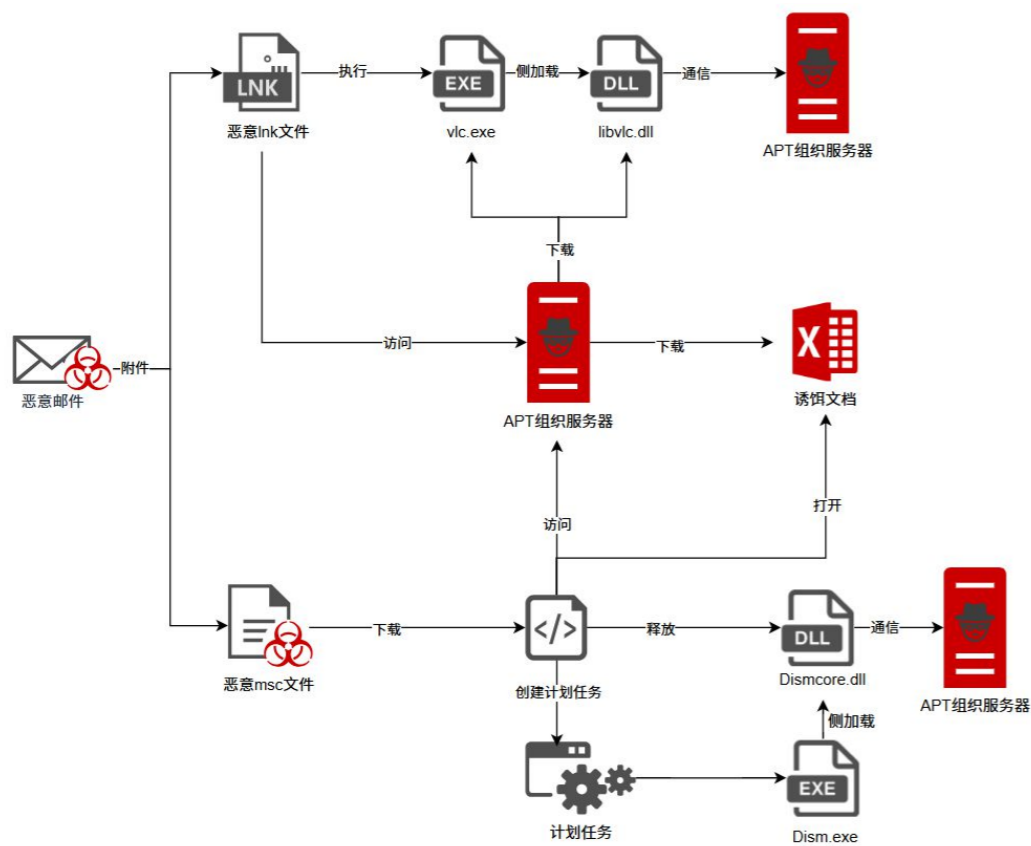 LNK
执行
EXE
侧加载
DLL
通信
恶意lnk文件
vlc.exe
libvlc.dll
APT组织服务器
下载
附件
访问
下载
X
恶意邮件
诱饵文档
APT组织服务器
打开
访问
下载
</>
释放
DLL
通信
恶意msc文件
创建计划任务
Dismcore.dll
APT组织服务器
侧加载
EXE
计划任务
Dism.exe